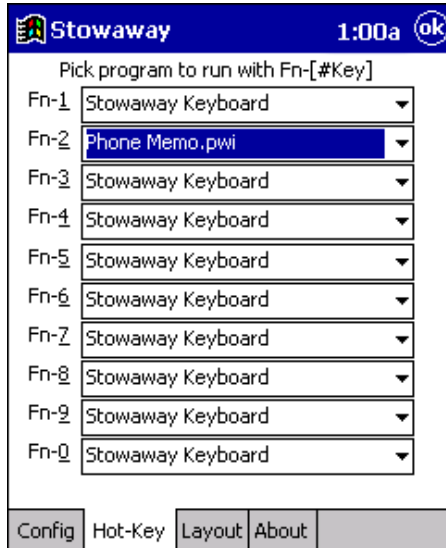 Stowaway 1:00a ok
Pick program to run with Fn-[#Key]
Fn-1 Stowaway Keyboard
Fn-2 Phone Memo.pwi
Fn-3 Stowaway Keyboard
Fn-4 Stowaway Keyboard
Fn-5 Stowaway Keyboard
Fn-6 Stowaway Keyboard
Fn-7 Stowaway Keyboard
Fn-8 Stowaway Keyboard
Fn-9 Stowaway Keyboard
Fn-0 Stowaway Keyboard
Config Hot-Key Layout About